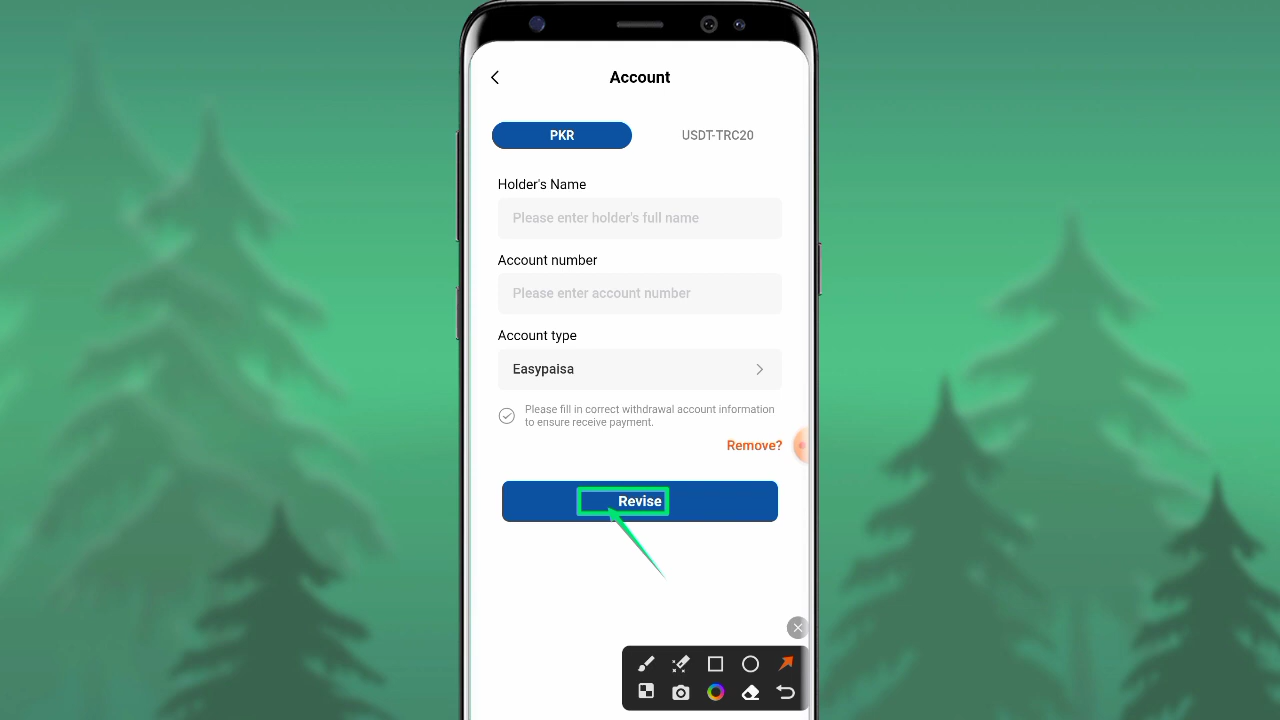 Account
PKR
USDT-TRC20
Holder's Name
Please enter holder's full name
Account number
Please enter account number
Account type
Easypaisa
Please fill in correct withdrawal account information
to ensure receive payment.
Remove?
Revise